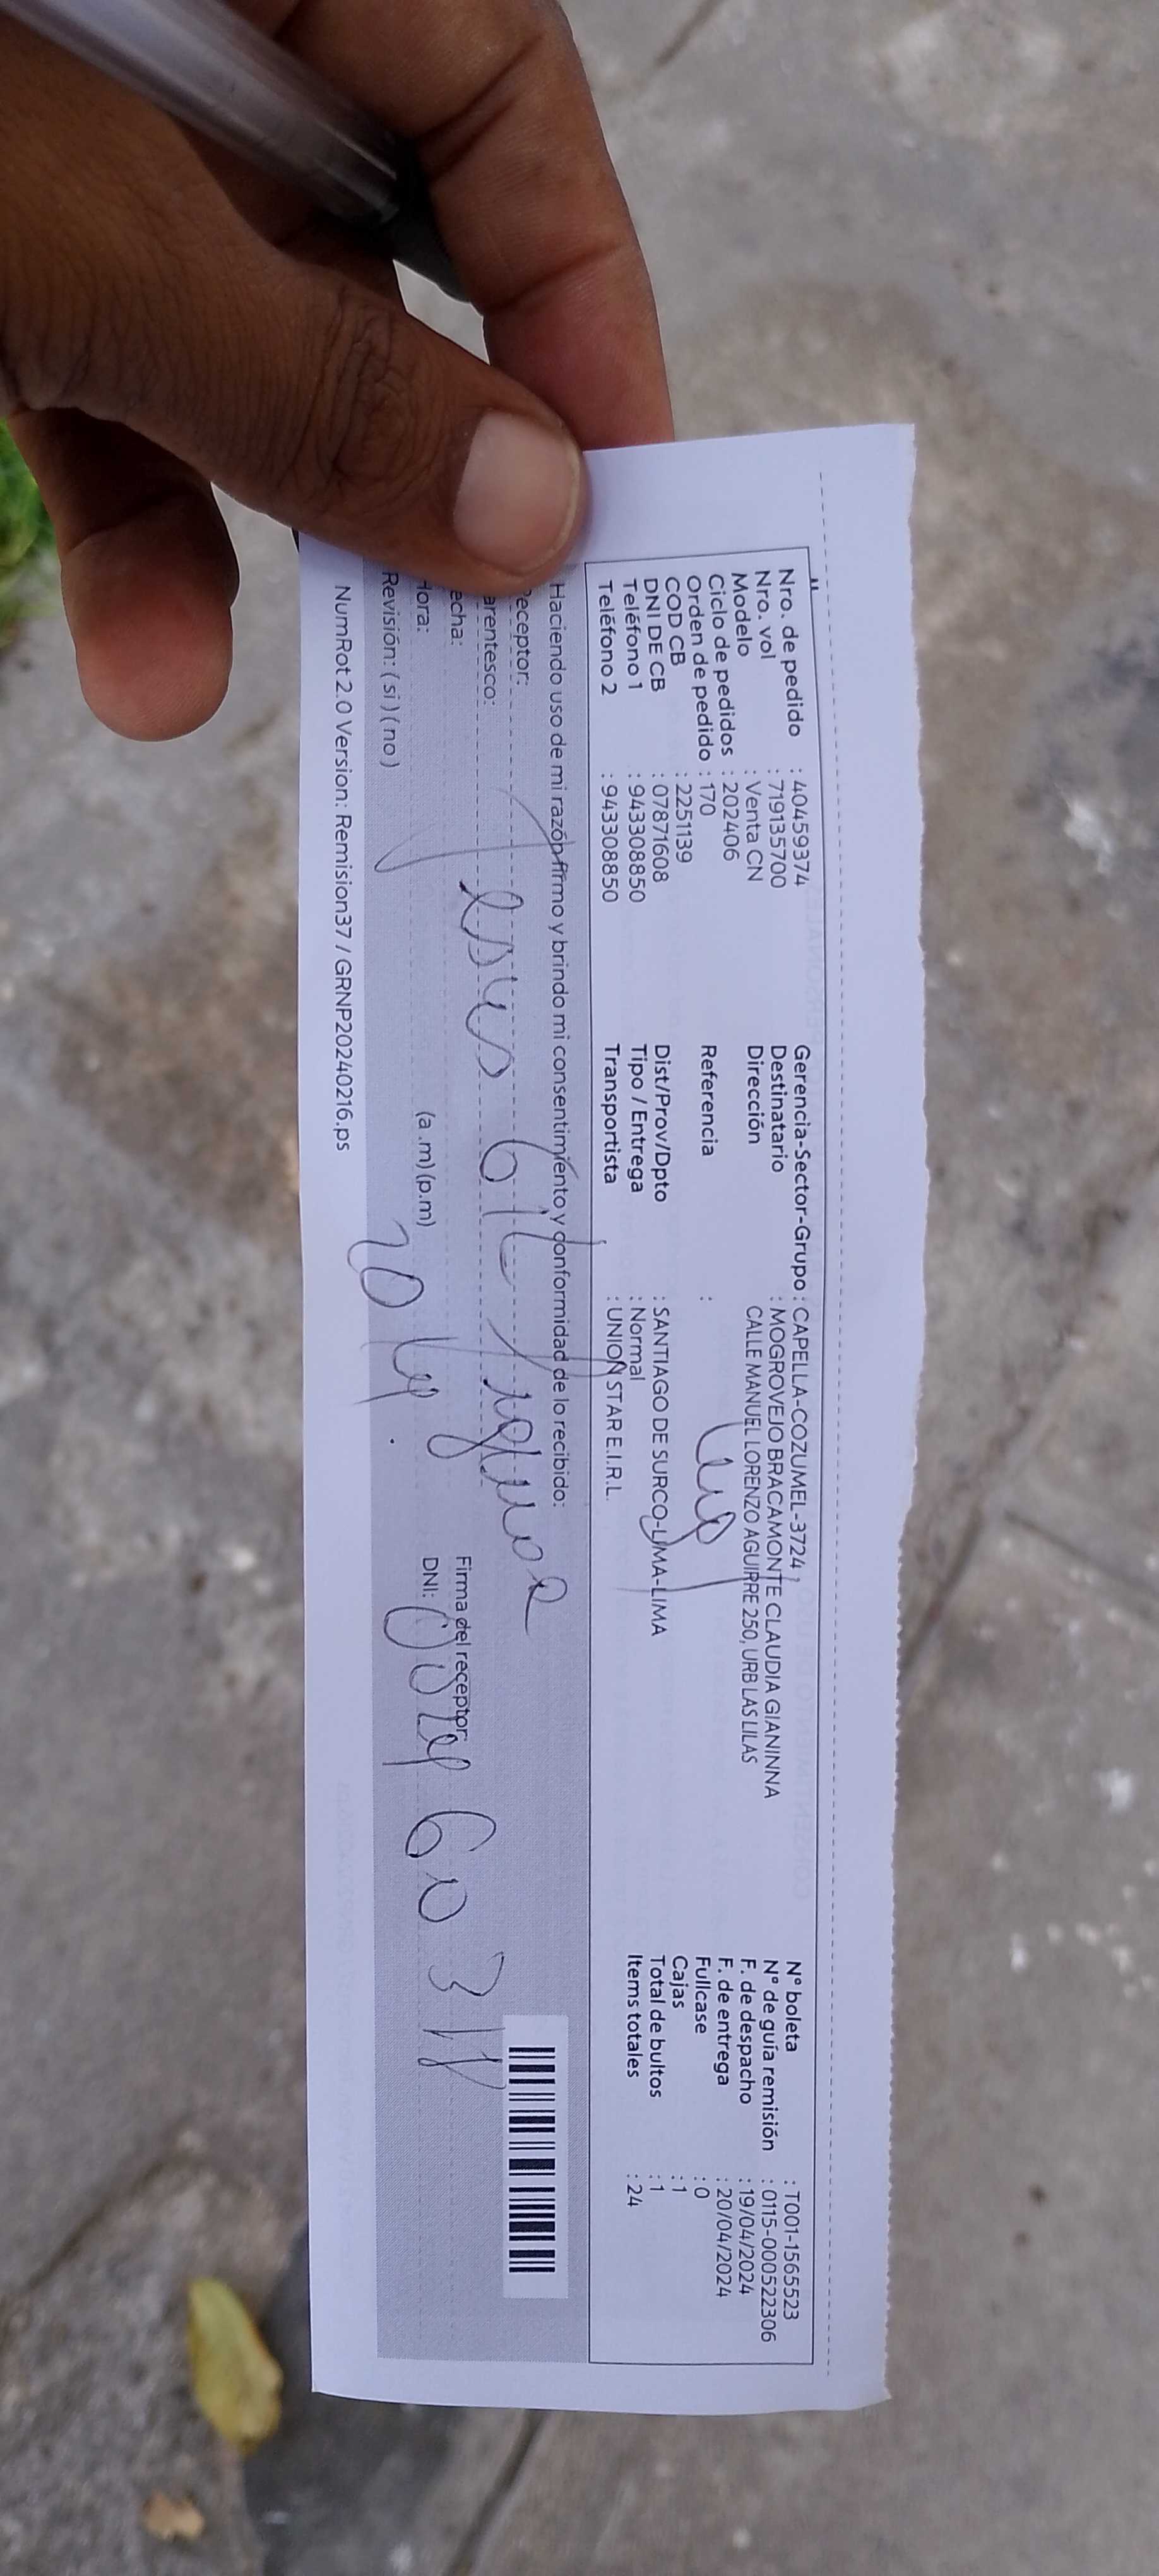 Nro. de pedido : 40459374
Nro. vol : 719135700
Modelo : Venta CN
Ciclo de pedidos : 202406
Orden de pedido : 170
COD CB : 2251139
DNI DE CB : 07871608
Teléfono 1 : 943308850
Teléfono 2 : 943308850
Gerencia-Sector-Grupo : CAPELLA-COZUMEL-3724,
Destinatario : MOGROVEJO BRACAMONTE CLAUDIA GIANINNA
Dirección : CALLE MANUEL LORENZO AGUIRRE 250, URB LAS LILAS
Referencia :
Dist/Prov/Dpto : SANTIAGO DE SURCO-LIMA-LIMA
Tipo / Entrega : Normal
Transportista : UNION STAR E.I.R.L.
N° boleta : T001-1565523
N° de guía remisión : 0115-000522306
F. de despacho : 19/04/2024
F. de entrega : 20/04/2024
Fullcase : 0
Cajas : 1
Total de bultos : 1
Items totales : 24
Haciendo uso de mi razón firmo y brindo mi consentimiento y conformidad de lo recibido:
eceptor:
arentesco:
echa:
Hora: (a.m) (p.m)
Revisión: (si) (no)
Jesus Gil
Firma del receptor
DNI:
NumRot 2.0 Version: Remision37 / GRNP20240216.ps